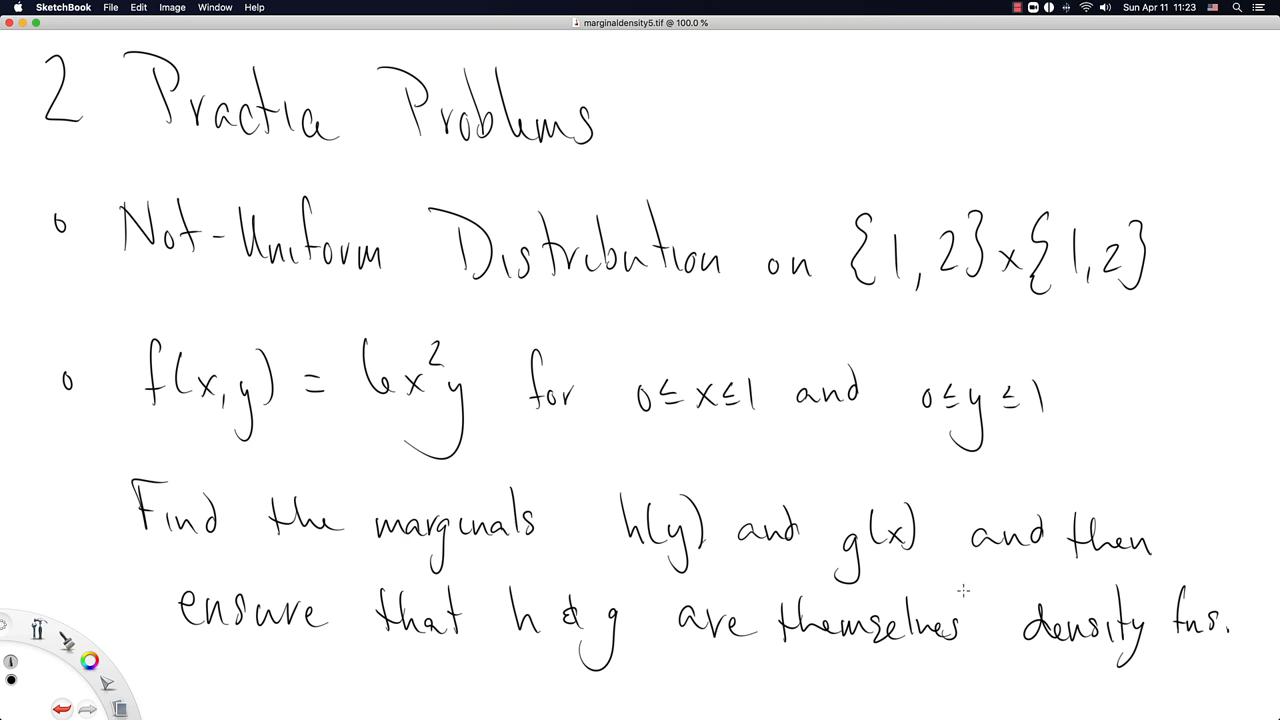 SketchBook File Edit Image Window Help Sun Apr 11 11:23
marginaldensity5.tif @ 100.0 %
2 Practice Problems
o Not-Uniform Distribution on {1,2}x{1,2}
o f(x,y) = 6x²y for 0≤x≤1 and 0≤y≤1
Find the marginals h(y) and g(x) and then
ensure that h & g are themselves density fns.